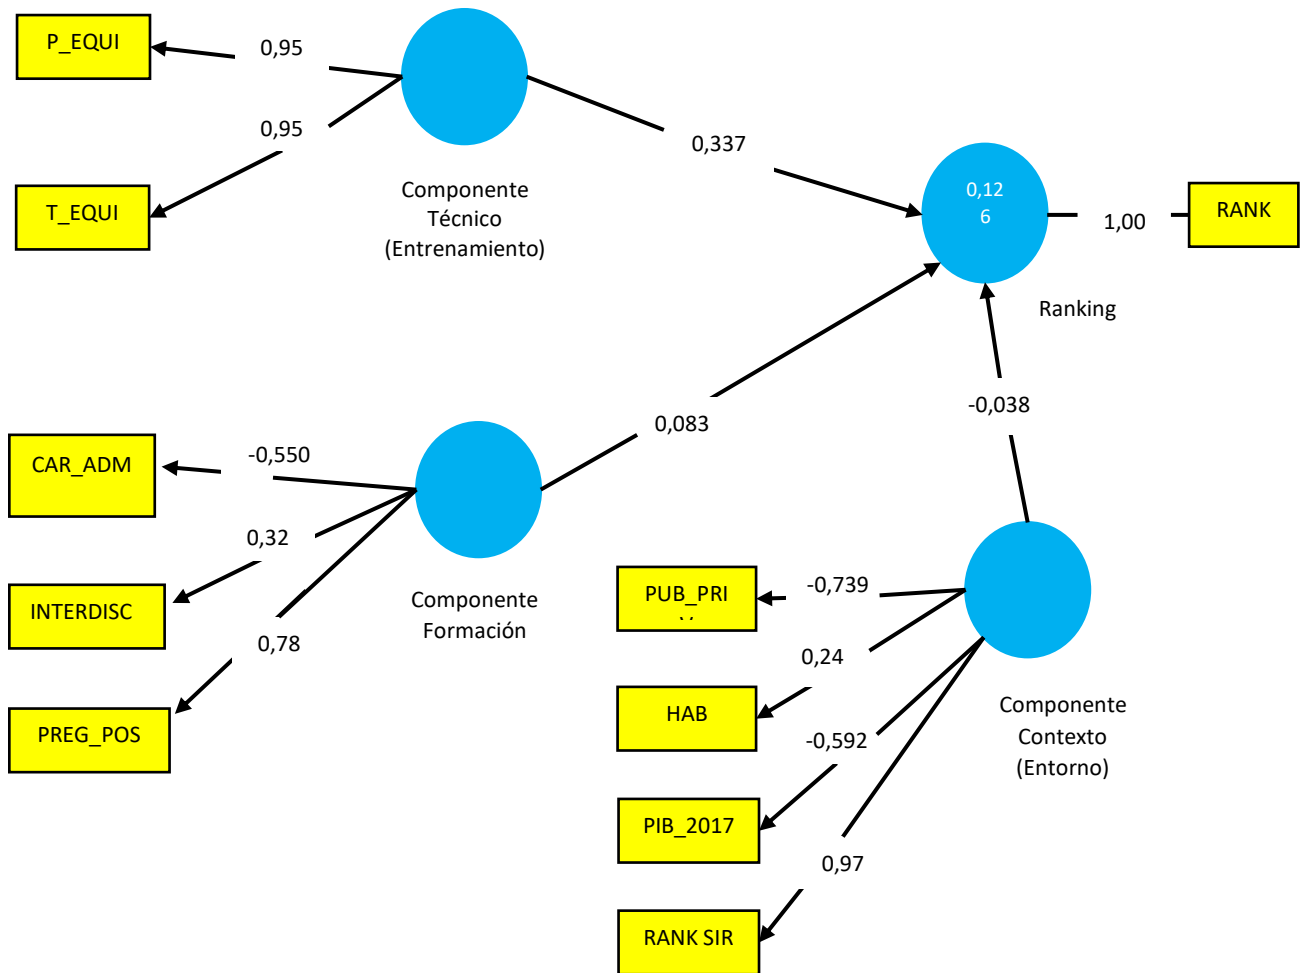 P_EQUI
0,95
0,95
T_EQUI
Componente
Técnico
(Entrenamiento)
0,337
0,12
6
1,00
RANK
Ranking
-0,038
0,083
CAR_ADM
-0,550
0,32
INTERDISC
0,78
PREG_POS
Componente
Formación
PUB_PRI
-0,739
0,24
HAB
-0,592
PIB_2017
0,97
RANK SIR
Componente
Contexto
(Entorno)